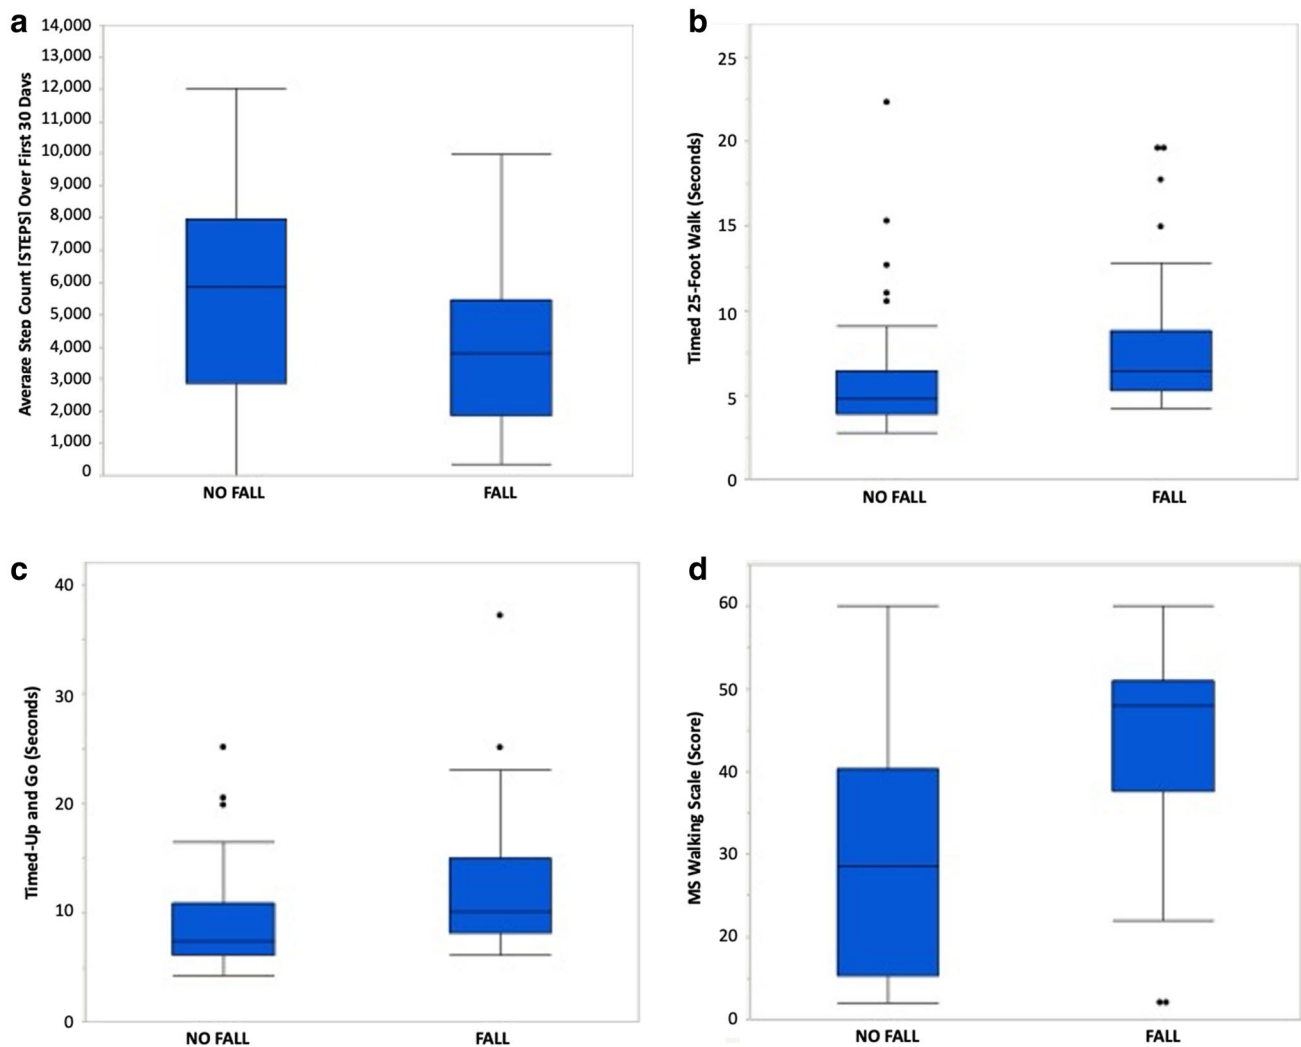 a
14,000
13,000
12,000
11,000
10,000
9,000
8,000
7,000
6,000
5,000
4,000
3,000
2,000
1,000
0
Average Step Count [STEPS] Over First 30 Days
NO FALL
FALL
b
25
20
15
10
5
0
Timed 25-Foot Walk (Seconds)
NO FALL
FALL
c
40
30
20
10
0
Timed-Up and Go (Seconds)
NO FALL
FALL
d
60
50
40
30
20
0
MS Walking Scale (Score)
NO FALL
FALL